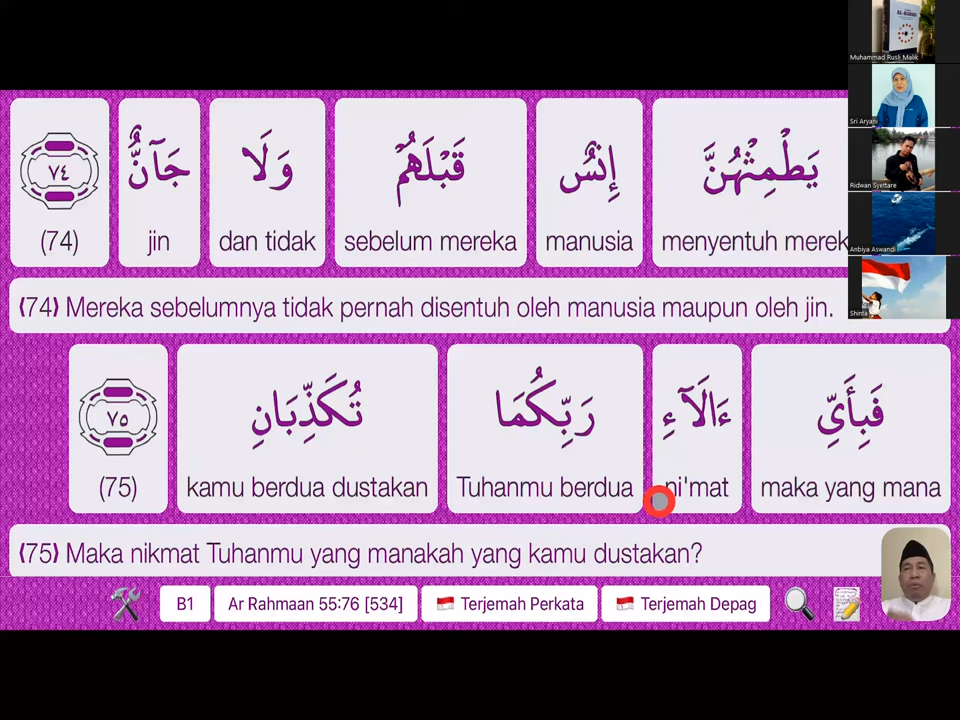 يَطْمِثْهُنَّ إِنْسٌ قَبْلَهُمْ وَلَا جَآنٌّ ٧٤
menyentuh merek manusia sebelum mereka dan tidak jin (74)
(74) Mereka sebelumnya tidak pernah disentuh oleh manusia maupun oleh jin.
فَبِأَيِّ ءَالَآءِ رَبِّكُمَا تُكَذِّبَانِ ٧٥
maka yang mana ni'mat Tuhanmu berdua kamu berdua dustakan (75)
(75) Maka nikmat Tuhanmu yang manakah yang kamu dustakan?
B1 Ar Rahmaan 55:76 [534] Terjemah Perkata Terjemah Depag
Muhammad Rusli Malik
Sri Aryani
Ridwan Syettare
Anbiya Aswandi
Shinta